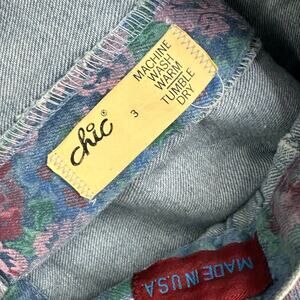 chic®
3
MACHINE
WASH
WARM
TUMBLE
DRY
MADE IN U.S.A.